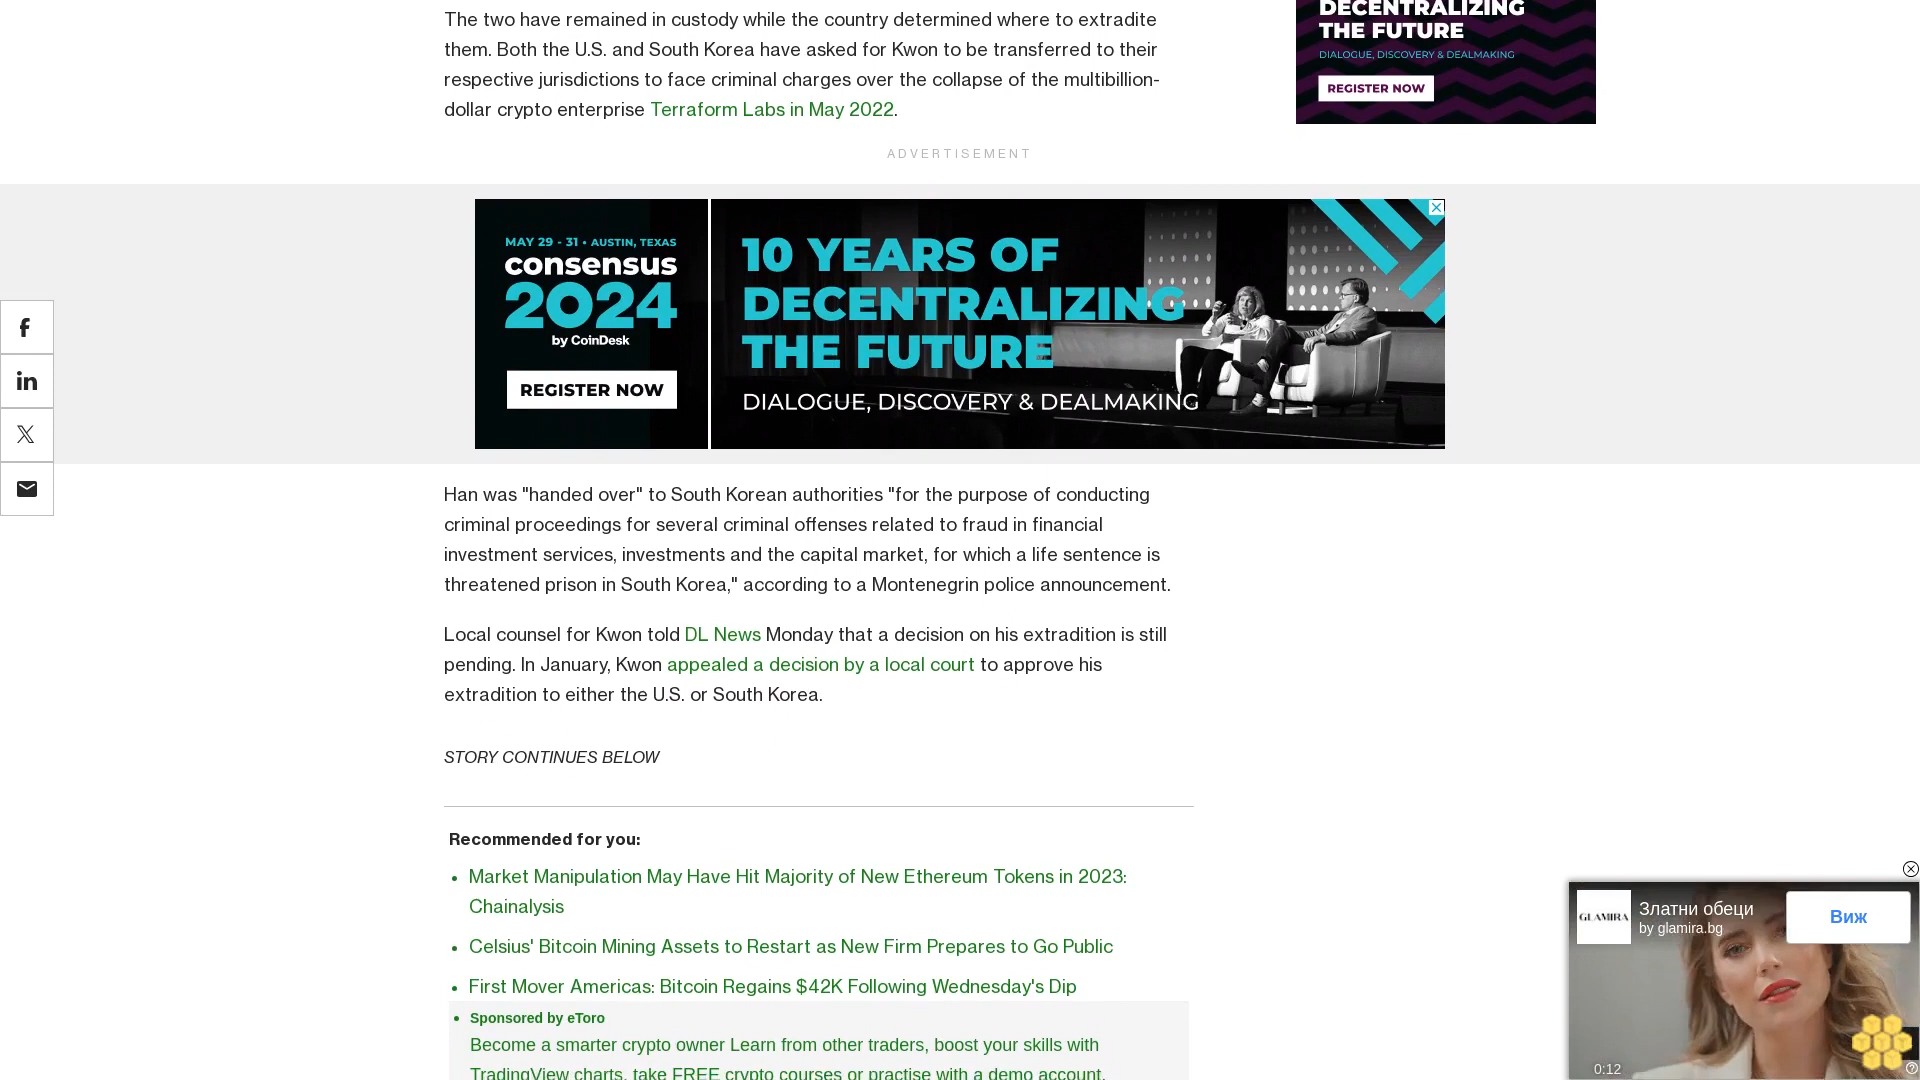 The two have remained in custody while the country determined where to extradite
them. Both the U.S. and South Korea have asked for Kwon to be transferred to their
respective jurisdictions to face criminal charges over the collapse of the multibillion-
dollar crypto enterprise Terraform Labs in May 2022.
DECENTRALIZING
THE FUTURE
DIALOGUE, DISCOVERY & DEALMAKING
REGISTER NOW
ADVERTISEMENT
MAY 29 - 31 • AUSTIN, TEXAS
consensus
2024
by CoinDesk
REGISTER NOW
10 YEARS OF
DECENTRALIZING
THE FUTURE
DIALOGUE, DISCOVERY & DEALMAKING
Han was "handed over" to South Korean authorities "for the purpose of conducting
criminal proceedings for several criminal offenses related to fraud in financial
investment services, investments and the capital market, for which a life sentence is
threatened prison in South Korea," according to a Montenegrin police announcement.
Local counsel for Kwon told DL News Monday that a decision on his extradition is still
pending. In January, Kwon appealed a decision by a local court to approve his
extradition to either the U.S. or South Korea.
STORY CONTINUES BELOW
Recommended for you:
• Market Manipulation May Have Hit Majority of New Ethereum Tokens in 2023:
Chainalysis
• Celsius' Bitcoin Mining Assets to Restart as New Firm Prepares to Go Public
• First Mover Americas: Bitcoin Regains $42K Following Wednesday's Dip
• Sponsored by eToro
Become a smarter crypto owner Learn from other traders, boost your skills with
TradingView charts, take FREE crypto courses or practise with a demo account.
GLAMIRA
Златни обеци
by glamira.bg
Виж
0:12